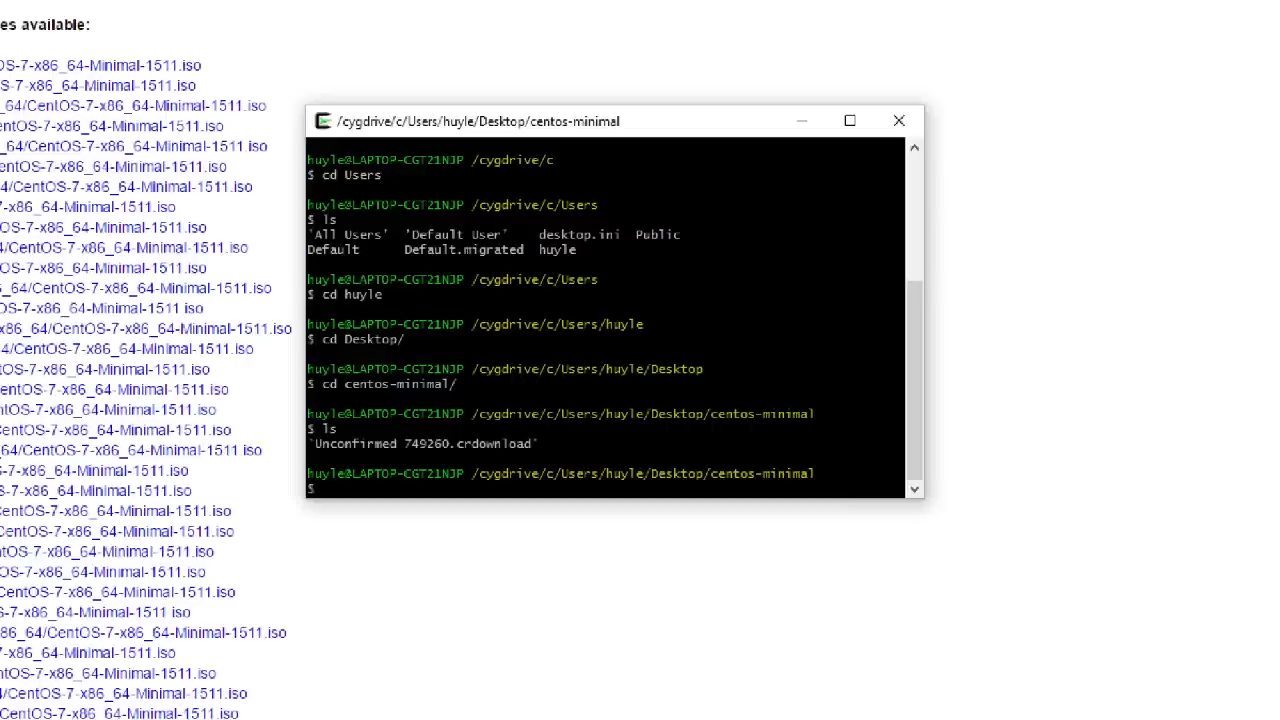 es available:
OS-7-x86_64-Minimal-1511.iso
S-7-x86_64-Minimal-1511.iso
_64/CentOS-7-x86_64-Minimal-1511.iso
entOS-7-x86_64-Minimal-1511.iso
_64/CentOS-7-x86_64-Minimal-1511.iso
entOS-7-x86_64-Minimal-1511.iso
4/CentOS-7-x86_64-Minimal-1511.iso
7-x86_64-Minimal-1511.iso
OS-7-x86_64-Minimal-1511.iso
4/CentOS-7-x86_64-Minimal-1511.iso
OS-7-x86_64-Minimal-1511.iso
6_64/CentOS-7-x86_64-Minimal-1511.iso
OS-7-x86_64-Minimal-1511.iso
x86_64/CentOS-7-x86_64-Minimal-1511.iso
64/CentOS-7-x86_64-Minimal-1511.iso
tOS-7-x86_64-Minimal-1511.iso
CentOS-7-x86_64-Minimal-1511.iso
entOS-7-x86_64-Minimal-1511.iso
CentOS-7-x86_64-Minimal-1511.iso
_64/CentOS-7-x86_64-Minimal-1511.iso
-7-x86_64-Minimal-1511.iso
S-7-x86_64-Minimal-1511.iso
CentOS-7-x86_64-Minimal-1511.iso
CentOS-7-x86_64-Minimal-1511.iso
ntOS-7-x86_64-Minimal-1511.iso
OS-7-x86_64-Minimal-1511.iso
CentOS-7-x86_64-Minimal-1511.iso
S-7-x86_64-Minimal-1511.iso
x86_64/CentOS-7-x86_64-Minimal-1511.iso
7-x86_64-Minimal-1511.iso
ntOS-7-x86_64-Minimal-1511.iso
4/CentOS-7-x86_64-Minimal-1511.iso
CentOS-7-x86_64-Minimal-1511.iso
/cygdrive/c/Users/huyle/Desktop/centos-minimal
huyle@LAPTOP-CGT21NJP /cygdrive/c
$ cd Users
huyle@LAPTOP-CGT21NJP /cygdrive/c/Users
$ ls
'All Users' 'Default User' desktop.ini Public
Default Default.migrated huyle
huyle@LAPTOP-CGT21NJP /cygdrive/c/Users
$ cd huyle
huyle@LAPTOP-CGT21NJP /cygdrive/c/Users/huyle
$ cd Desktop/
huyle@LAPTOP-CGT21NJP /cygdrive/c/Users/huyle/Desktop
$ cd centos-minimal/
huyle@LAPTOP-CGT21NJP /cygdrive/c/Users/huyle/Desktop/centos-minimal
$ ls
'Unconfirmed 749260.crdownload'
huyle@LAPTOP-CGT21NJP /cygdrive/c/Users/huyle/Desktop/centos-minimal
$